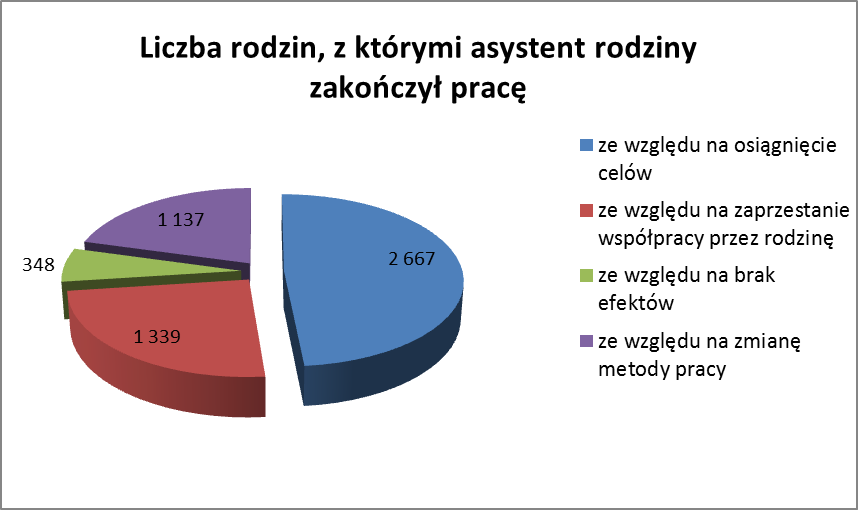 Liczba rodzin, z którymi asystent rodziny
zakończył pracę
1 137
2 667
348
1 339
ze względu na osiągnięcie
celów
ze względu na zaprzestanie
współpracy przez rodzinę
ze względu na brak
efektów
ze względu na zmianę
metody pracy